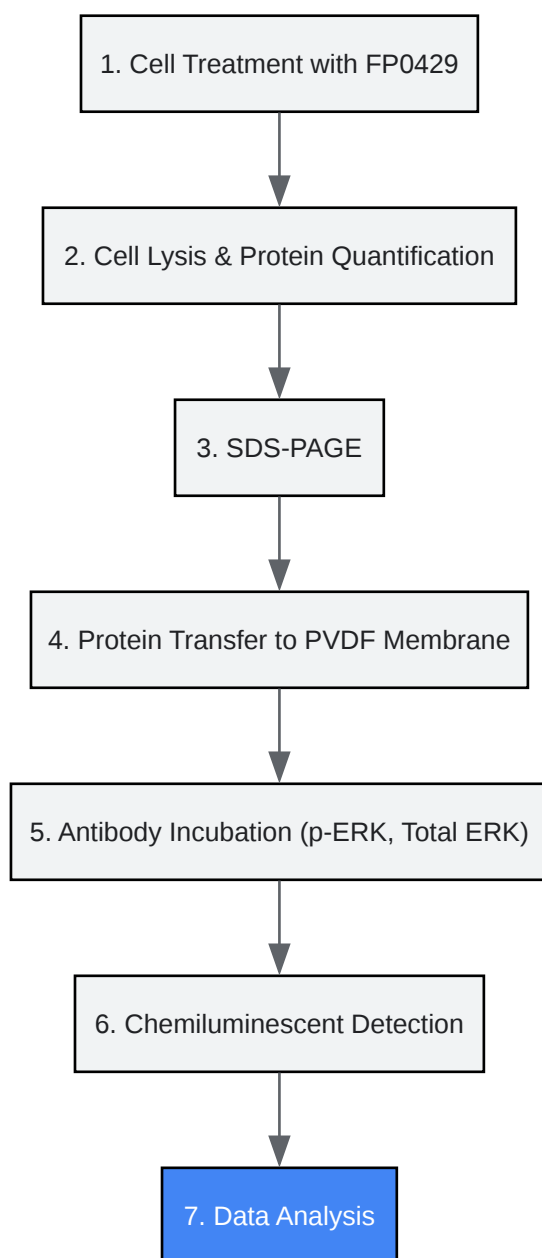 1. Cell Treatment with FP0429
2. Cell Lysis & Protein Quantification
3. SDS-PAGE
4. Protein Transfer to PVDF Membrane
5. Antibody Incubation (p-ERK, Total ERK)
6. Chemiluminescent Detection
7. Data Analysis